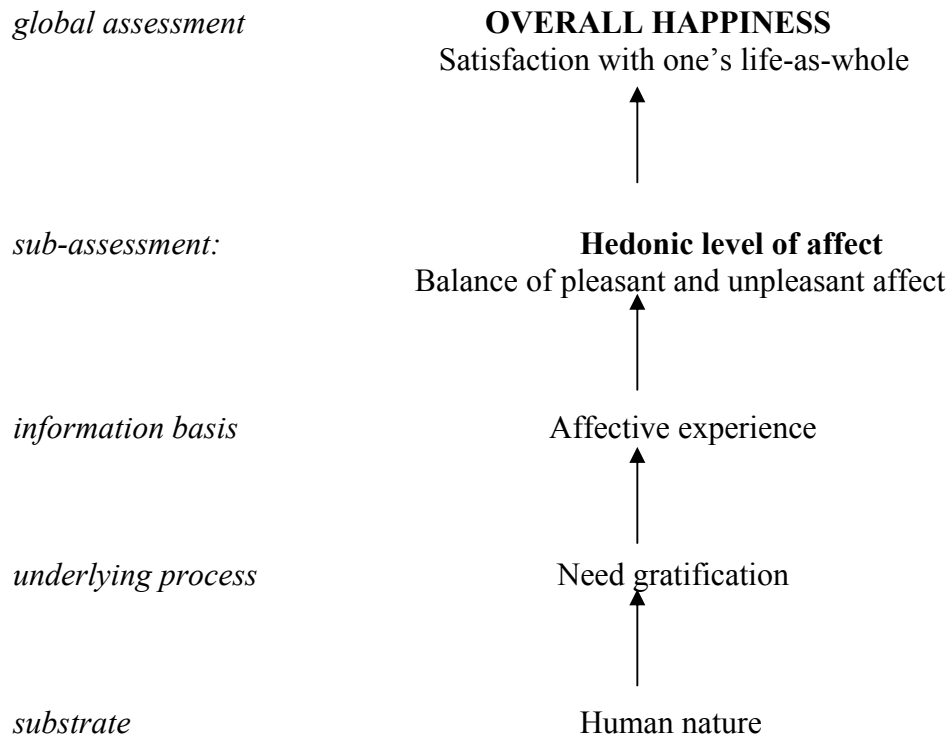 global assessment OVERALL HAPPINESS
Satisfaction with one’s life-as-whole
sub-assessment: Hedonic level of affect
Balance of pleasant and unpleasant affect
information basis Affective experience
underlying process Need gratification
substrate Human nature